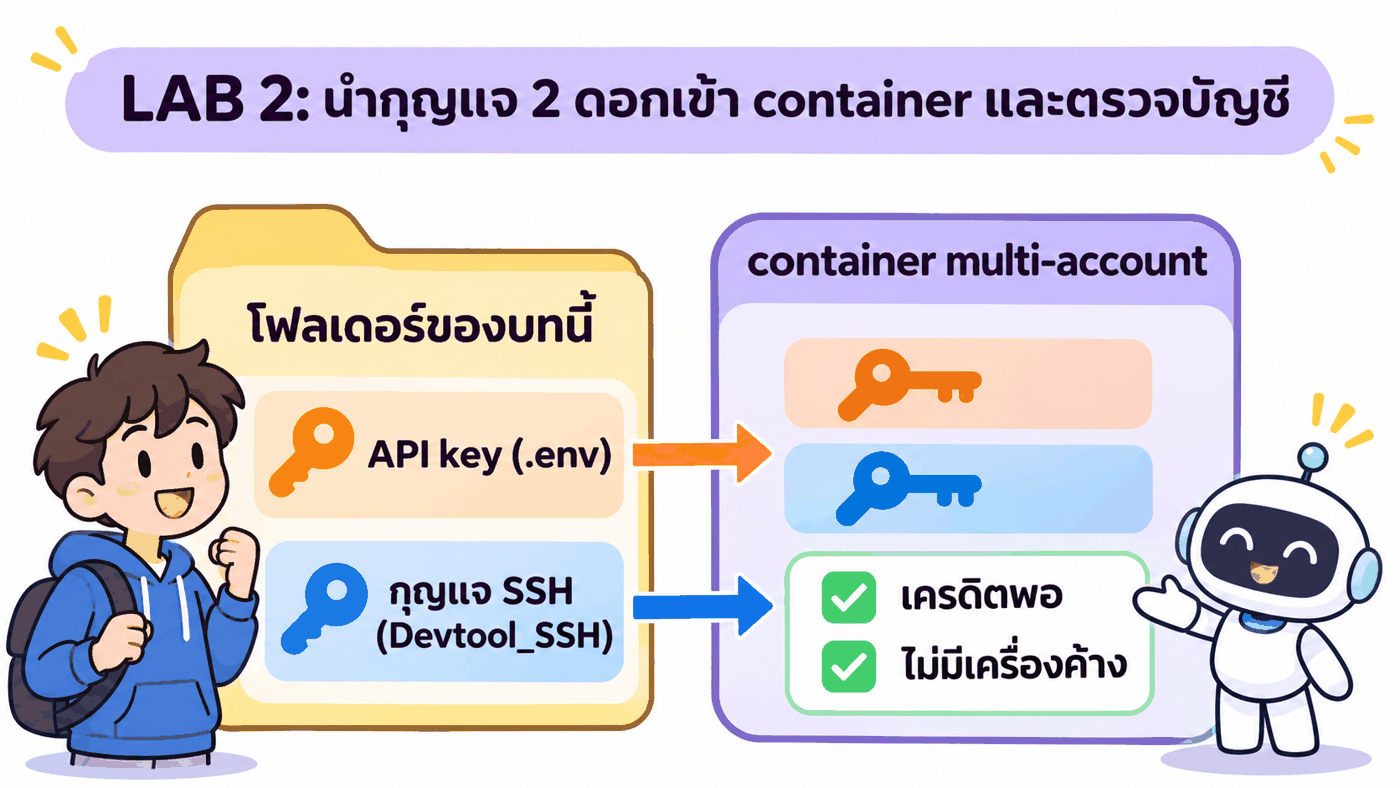 LAB 2: นำกุญแจ 2 ดอกเข้า container และตรวจบัญชี
โฟลเดอร์ของบทนี้
API key (.env)
กุญแจ SSH
(Devtool_SSH)
container multi-account
เครดิตพอ
ไม่มีเครื่องค้าง